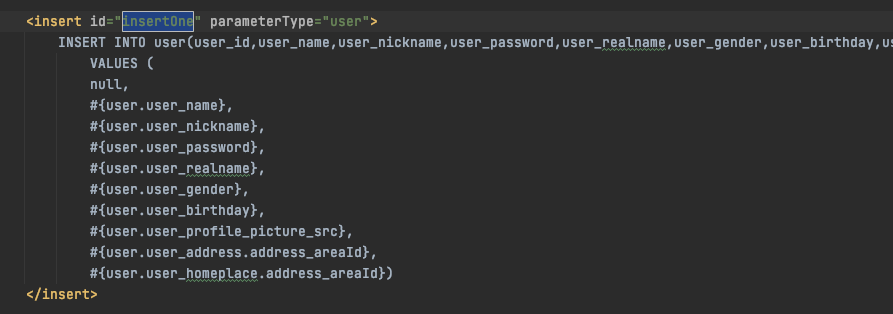 <insert id="insertOne" parameterType="user">
INSERT INTO user(user_id,user_name,user_nickname,user_password,user_realname,user_gender,user_birthday,
VALUES (
null,
#{user.user_name},
#{user.user_nickname},
#{user.user_password},
#{user.user_realname},
#{user.user_gender},
#{user.user_birthday},
#{user.user_profile_picture_src},
#{user.user_address.address_areaId},
#{user.user_homeplace.address_areaId})
</insert>